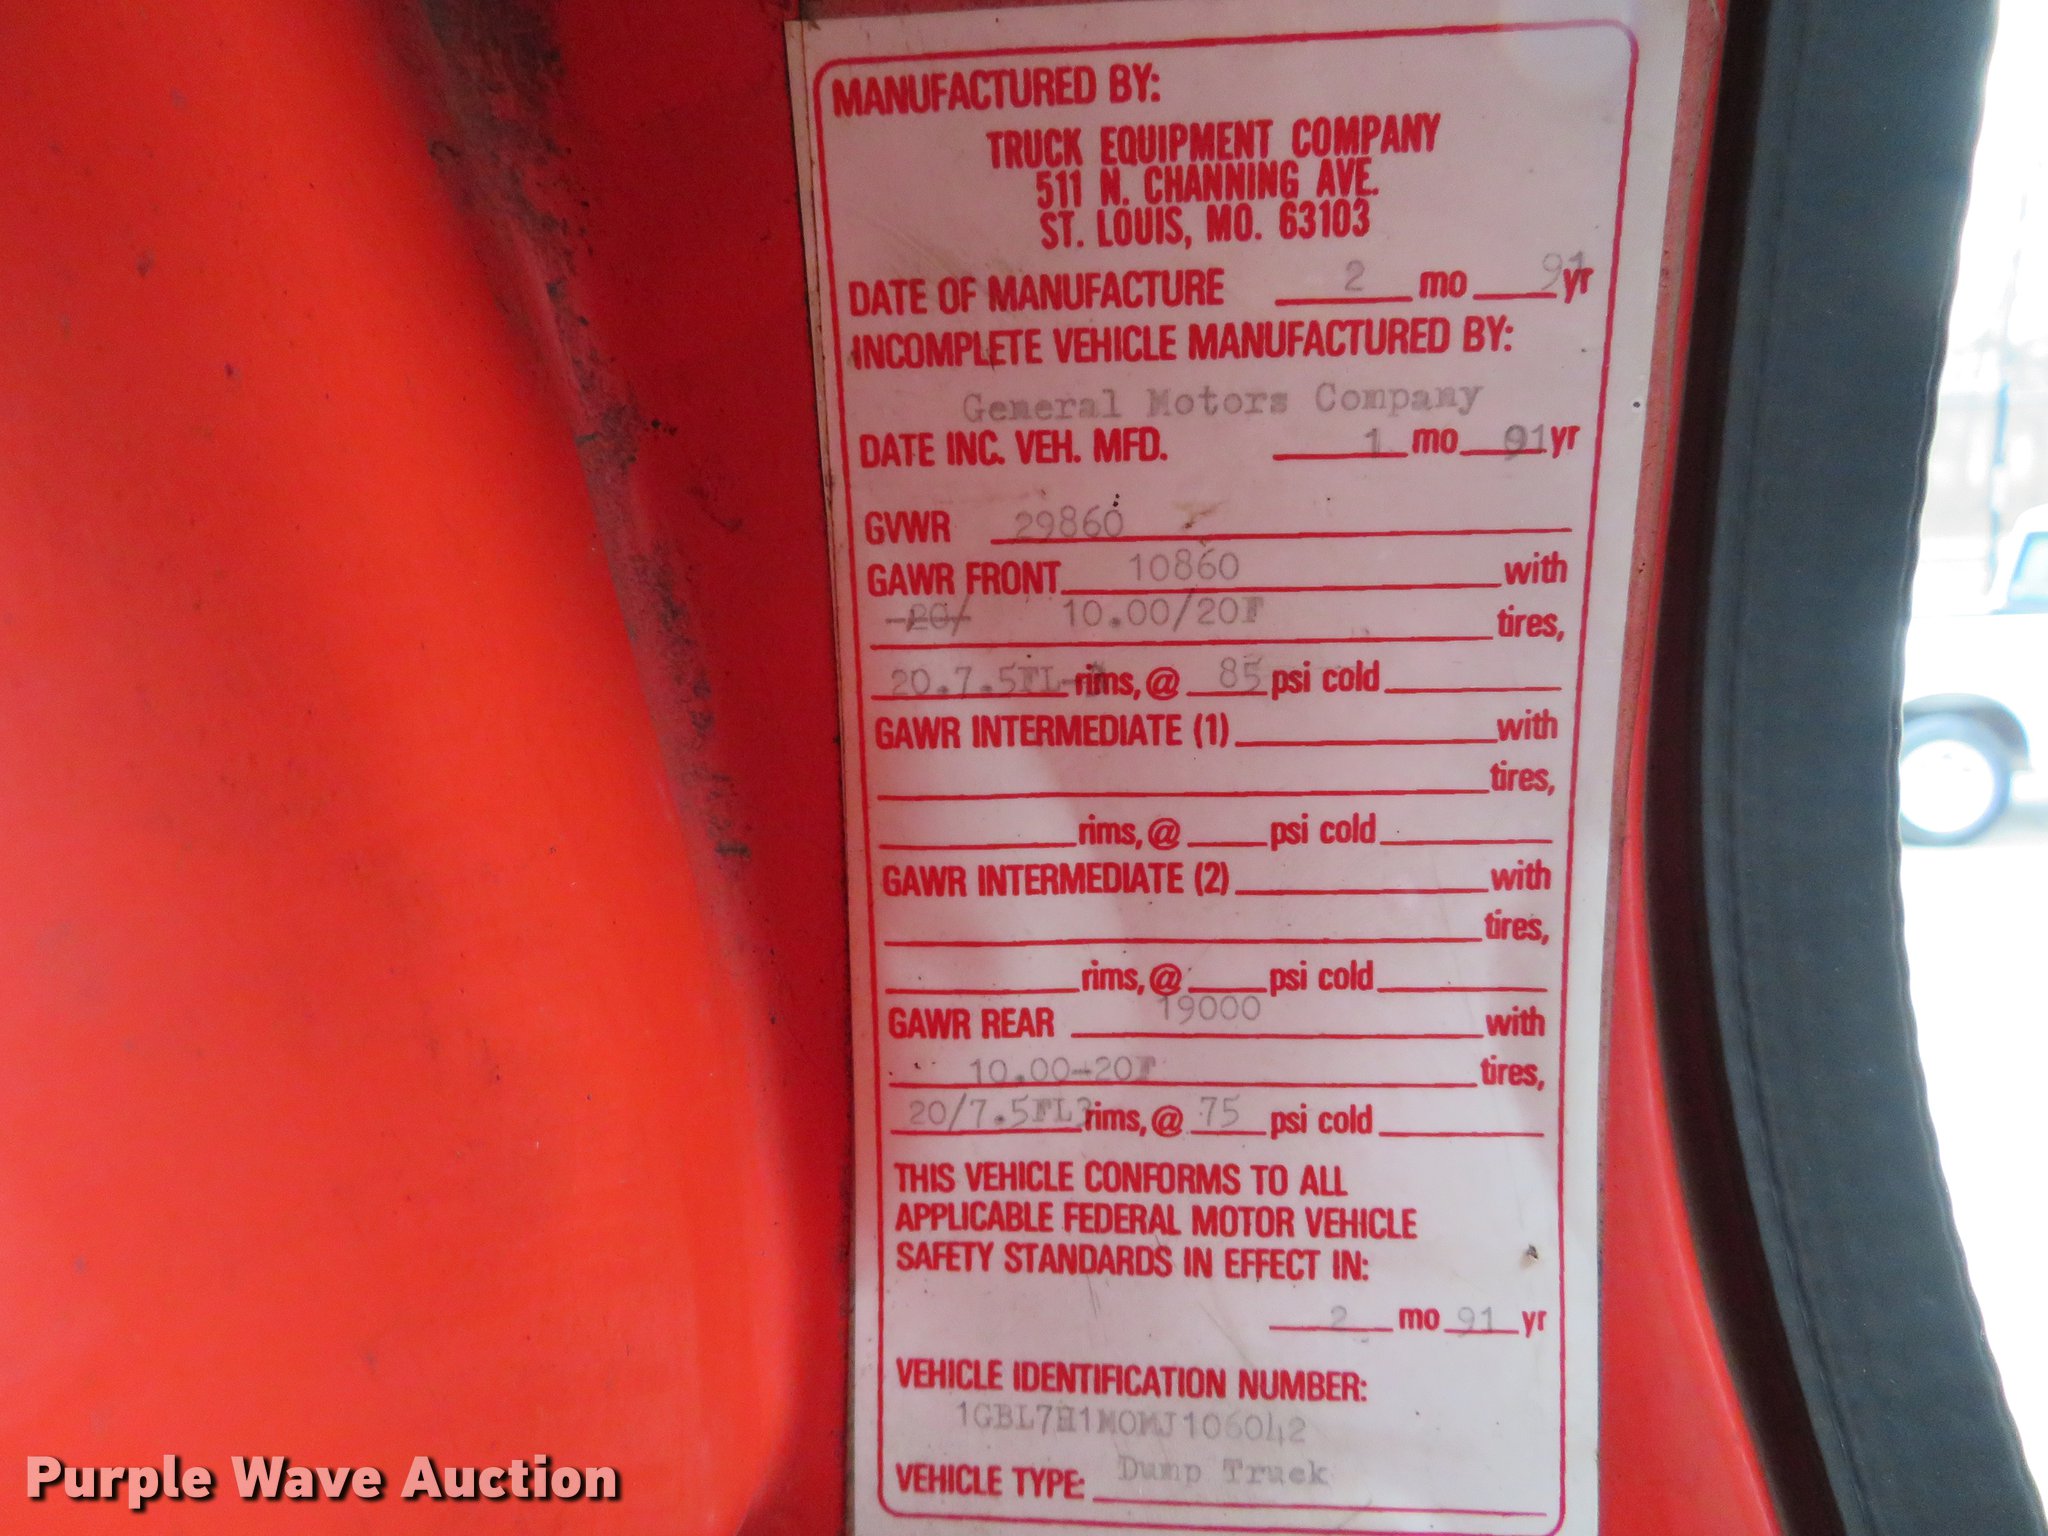 MANUFACTURED BY:
TRUCK EQUIPMENT COMPANY
511 N. CHANNING AVE.
ST. LOUIS, MO. 63103
DATE OF MANUFACTURE 2 mo 91 yr
INCOMPLETE VEHICLE MANUFACTURED BY:
General Motors Company
DATE INC. VEH. MFD. 1 mo 91 yr
GVWR 29860
GAWR FRONT 10860 with
-20/ 10.00/20F tires,
20.7.5FL- rims, @ 85 psi cold
GAWR INTERMEDIATE (1) with
tires,
rims, @ psi cold
GAWR INTERMEDIATE (2) with
tires,
rims, @ psi cold
GAWR REAR 19000 with
10.00-20F tires,
20/7.5FL3 rims, @ 75 psi cold
THIS VEHICLE CONFORMS TO ALL
APPLICABLE FEDERAL MOTOR VEHICLE
SAFETY STANDARDS IN EFFECT IN:
2 mo 91 yr
VEHICLE IDENTIFICATION NUMBER:
1GBL7H1M0MJ106042
VEHICLE TYPE: Dump Truck
Purple Wave Auction